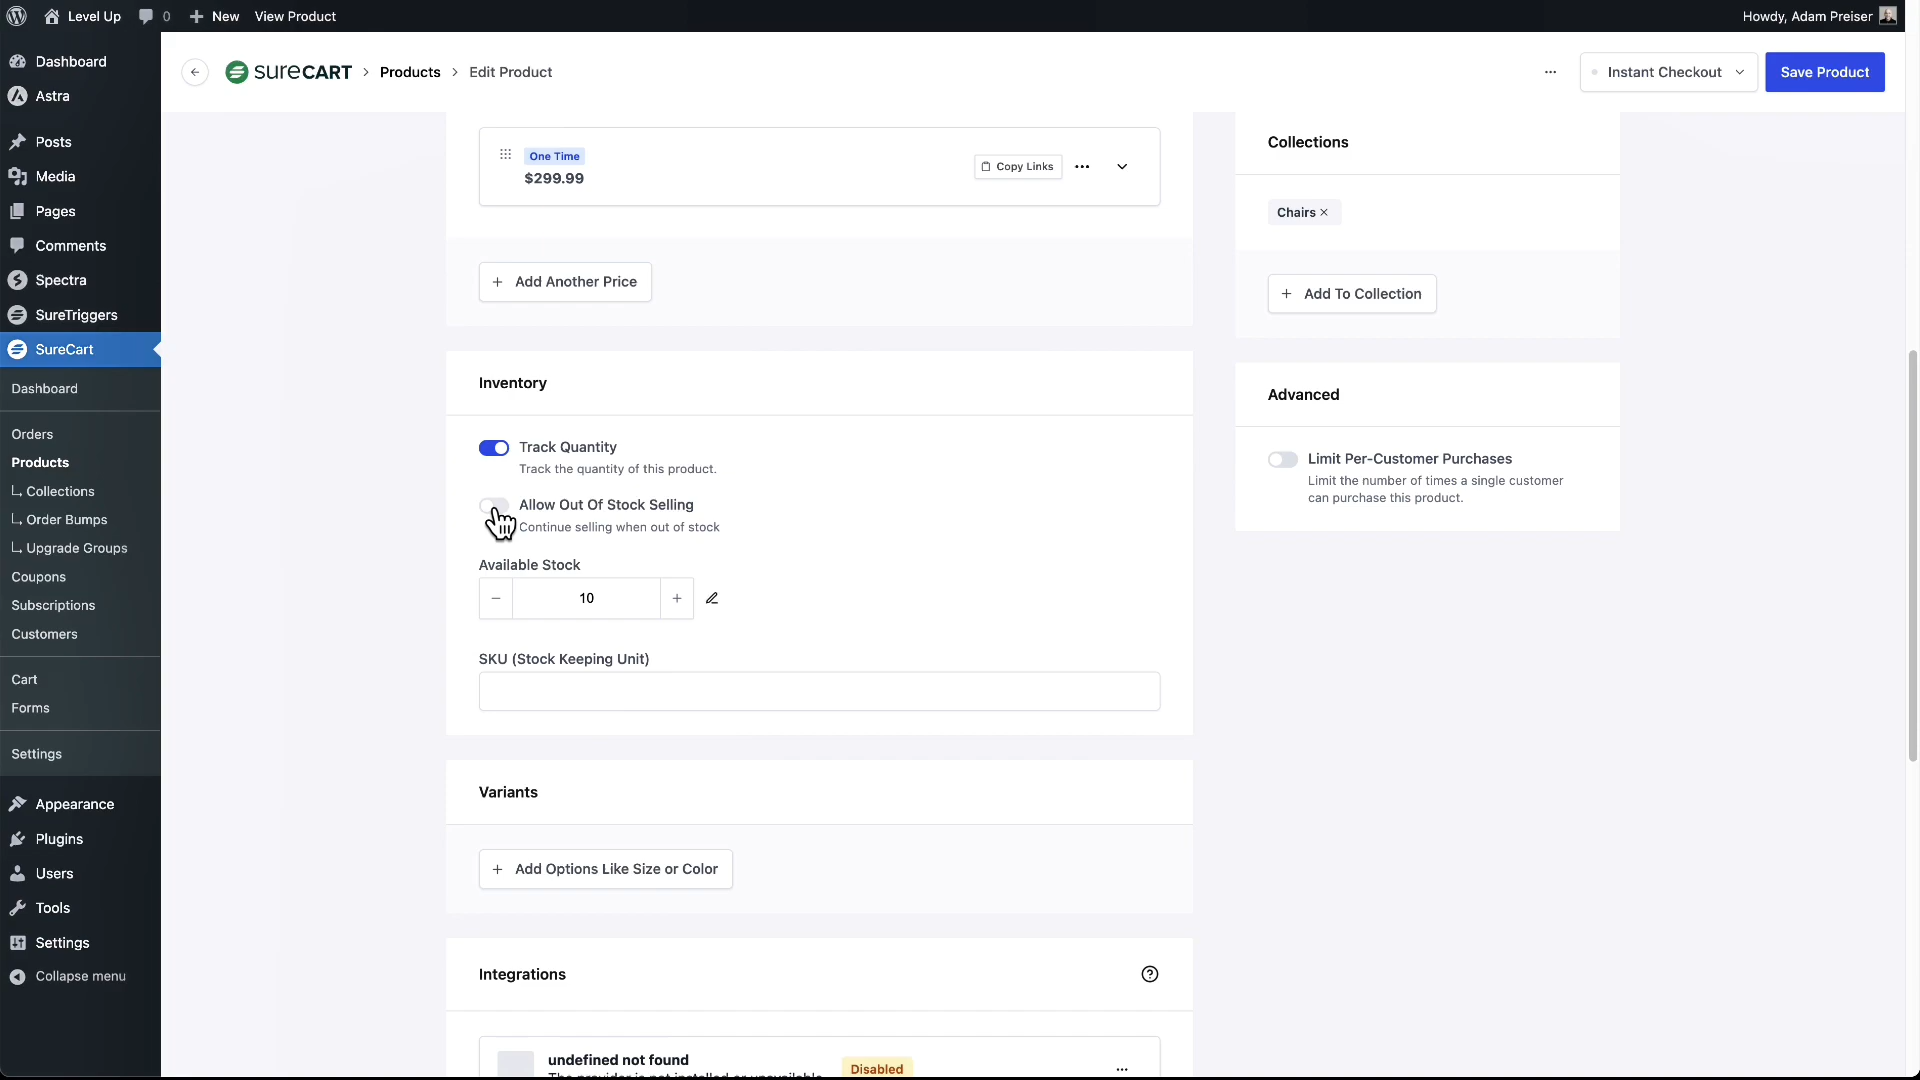 Level Up
0
New
View Product
Howdy, Adam Preiser
Dashboard
Astra
Posts
Media
Pages
Comments
Spectra
SureTriggers
SureCart
Dashboard
Orders
Products
Collections
Order Bumps
Upgrade Groups
Coupons
Subscriptions
Customers
Cart
Forms
Settings
Appearance
Plugins
Users
Tools
Settings
Collapse menu
SURECART > Products > Edit Product
Instant Checkout
Save Product
One Time
$299.99
Copy Links
+ Add Another Price
Inventory
Track Quantity
Track the quantity of this product.
Allow Out Of Stock Selling
Continue selling when out of stock
Available Stock
− 10 +
SKU (Stock Keeping Unit)
Variants
+ Add Options Like Size or Color
Integrations
undefined not found
The provider is not installed or unavailable
Disabled
Collections
Chairs ×
+ Add To Collection
Advanced
Limit Per-Customer Purchases
Limit the number of times a single customer
can purchase this product.